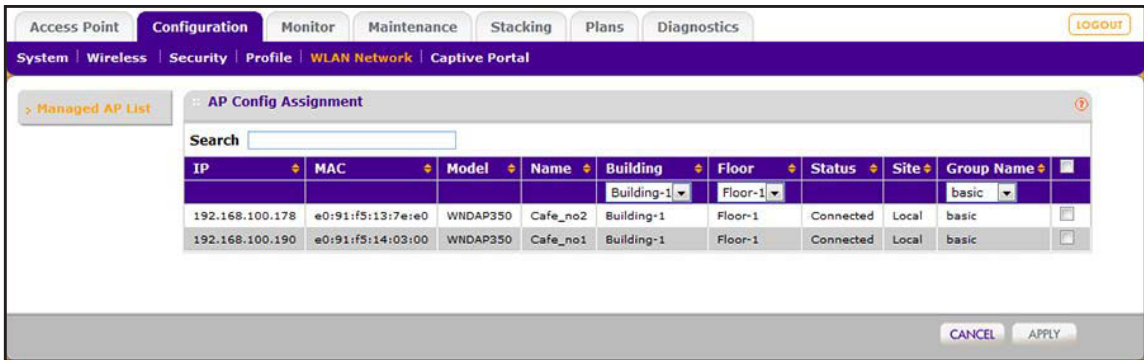 Access Point Configuration Monitor Maintenance Stacking Plans Diagnostics LOGOUT
System Wireless Security Profile WLAN Network Captive Portal
> Managed AP List
AP Config Assignment ?
Search
IP MAC Model Name Building Floor Status Site Group Name
Building-1 Floor-1 basic
192.168.100.178 e0:91:f5:13:7e:e0 WNDAP350 Cafe_no2 Building-1 Floor-1 Connected Local basic
192.168.100.190 e0:91:f5:14:03:00 WNDAP350 Cafe_no1 Building-1 Floor-1 Connected Local basic
CANCEL APPLY